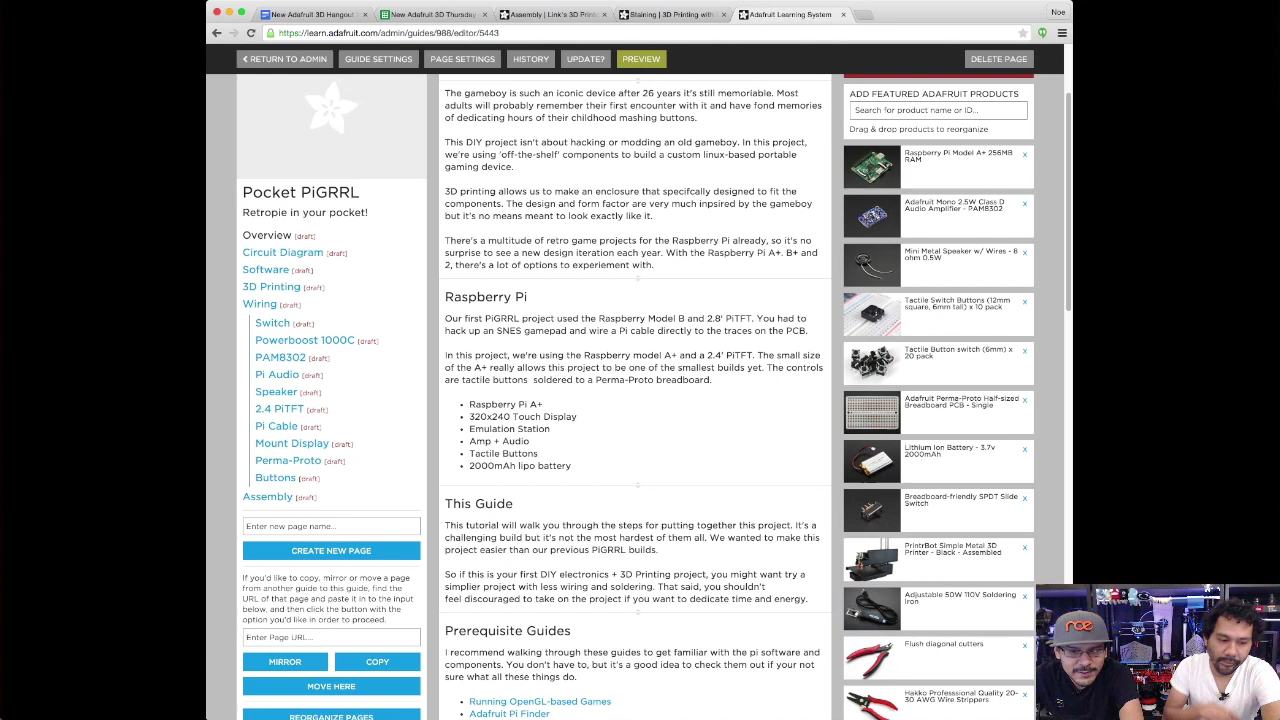 New Adafruit 3D Hangout
New Adafruit 3D Thursday
Assembly | Link's 3D Print
Staining | 3D Printing with
Adafruit Learning System
Noe
https://learn.adafruit.com/admin/guides/988/editor/5443
RETURN TO ADMIN
GUIDE SETTINGS
PAGE SETTINGS
HISTORY
UPDATE?
PREVIEW
DELETE PAGE
Pocket PiGRRL
Retropie in your pocket!
Overview [draft]
Circuit Diagram [draft]
Software [draft]
3D Printing [draft]
Wiring [draft]
Switch [draft]
Powerboost 1000C [draft]
PAM8302 [draft]
Pi Audio [draft]
Speaker [draft]
2.4 PiTFT [draft]
Pi Cable [draft]
Mount Display [draft]
Perma-Proto [draft]
Buttons [draft]
Assembly [draft]
Enter new page name...
CREATE NEW PAGE
If you'd like to copy, mirror or move a page
from another guide to this guide, find the
URL of that page and paste it in to the input
below, and then click the button with the
option you'd like in order to proceed.
Enter Page URL...
MIRROR
COPY
MOVE HERE
REORGANIZE PAGES
The gameboy is such an iconic device after 26 years it's still memoriable. Most
adults will probably remember their first encounter with it and have fond memories
of dedicating hours of their childhood mashing buttons.
This DIY project isn't about hacking or modding an old gameboy. In this project,
we're using 'off-the-shelf' components to build a custom linux-based portable
gaming device.
3D printing allows us to make an enclosure that specifcaly designed to fit the
components. The design and form factor are very much inpsired by the gameboy
but it's no means meant to look exactly like it.
There's a multitude of retro game projects for the Raspberry Pi already, so it's no
surprise to see a new design iteration each year. With the Raspberry Pi A+. B+ and
2, there's a lot of options to experiement with.
Raspberry Pi
Our first PiGRRL project used the Raspberry Model B and 2.8' PiTFT. You had to
hack up an SNES gamepad and wire a Pi cable directly to the traces on the PCB.
In this project, we're using the Raspberry model A+ and a 2.4' PiTFT. The small size
of the A+ really allows this project to be one of the smallest builds yet. The controls
are tactile buttons soldered to a Perma-Proto breadboard.
• Raspberry Pi A+
• 320x240 Touch Display
• Emulation Station
• Amp + Audio
• Tactile Buttons
• 2000mAh lipo battery
This Guide
This tutorial will walk you through the steps for putting together this project. It's a
challenging build but it's not the most hardest of them all. We wanted to make this
project easier than our previous PiGRRL builds.
So if this is your first DIY electronics + 3D Printing project, you might want try a
simplier project with less wiring and soldering. That said, you shouldn't
feel discouraged to take on the project if you want to dedicate time and energy.
Prerequisite Guides
I recommend walking through these guides to get familiar with the pi software and
components. You don't have to, but it's a good idea to check them out if your not
sure what all these things do.
• Running OpenGL-based Games
• Adafruit Pi Finder
ADD FEATURED ADAFRUIT PRODUCTS
Search for product name or ID...
Drag & drop products to reorganize
Raspberry Pi Model A+ 256MB
RAM
x
Adafruit Mono 2.5W Class D
Audio Amplifier - PAM8302
x
Mini Metal Speaker w/ Wires - 8
ohm 0.5W
x
Tactile Switch Buttons (12mm
square, 6mm tall) x 10 pack
x
Tactile Button switch (6mm) x
20 pack
x
Adafruit Perma-Proto Half-sized
Breadboard PCB - Single
x
Lithium Ion Battery - 3.7v
2000mAh
x
Breadboard-friendly SPDT Slide
Switch
x
PrintrBot Simple Metal 3D
Printer - Black - Assembled
x
Adjustable 50W 110V Soldering
Iron
x
Flush diagonal cutters
x
Hakko Professsional Quality 20-
30 AWG Wire Strippers
x
noe